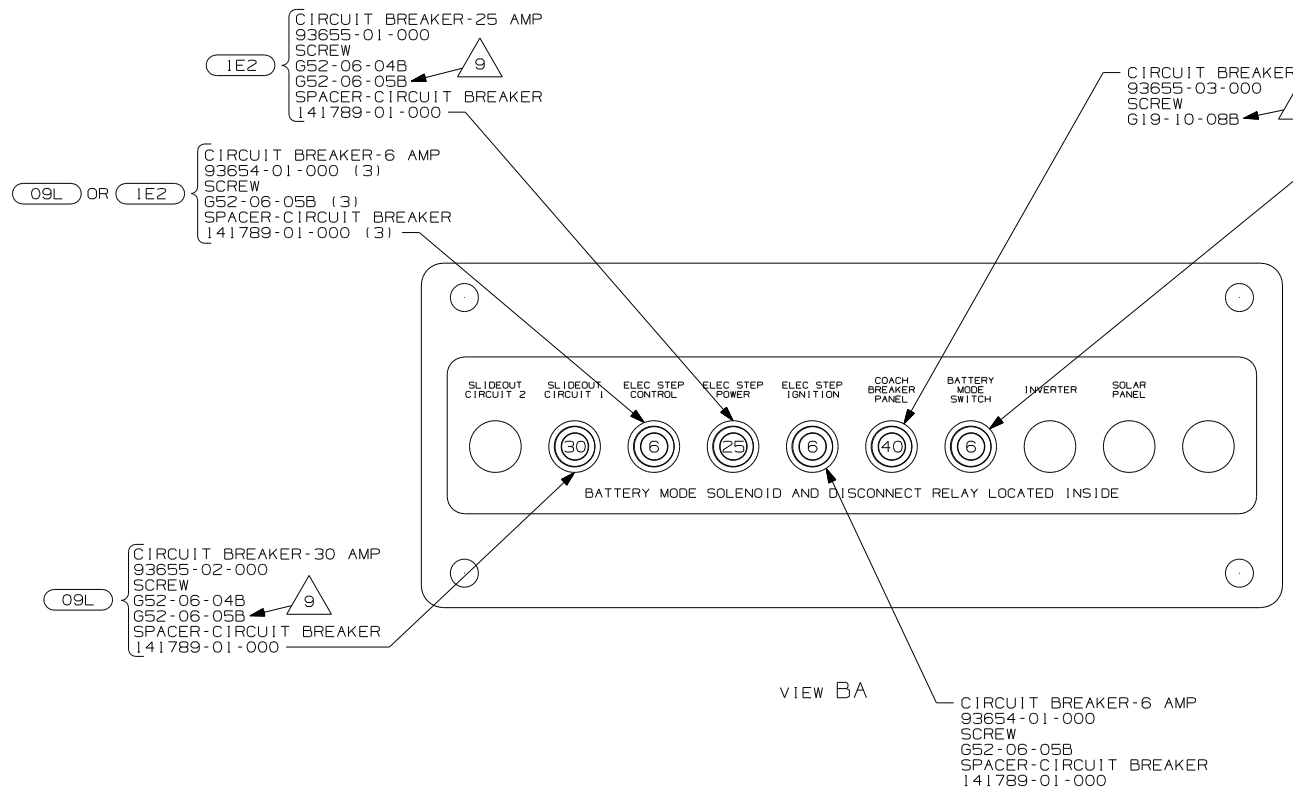 CIRCUIT BREAKER-25 AMP
93655-01-000
SCREW
G52-06-04B
G52-06-05B
SPACER-CIRCUIT BREAKER
141789-01-000
1E2
9
CIRCUIT BREAKER
93655-03-000
SCREW
G19-10-08B
09L OR 1E2
CIRCUIT BREAKER-6 AMP
93654-01-000 (3)
SCREW
G52-06-05B (3)
SPACER-CIRCUIT BREAKER
141789-01-000 (3)
SLIDEOUT
CIRCUIT 2
SLIDEOUT
CIRCUIT 1
ELEC STEP
CONTROL
ELEC STEP
POWER
ELEC STEP
IGNITION
COACH
BREAKER
PANEL
BATTERY
MODE
SWITCH
INVERTER
SOLAR
PANEL
30 6 25 6 40 6
BATTERY MODE SOLENOID AND DISCONNECT RELAY LOCATED INSIDE
09L
CIRCUIT BREAKER-30 AMP
93655-02-000
SCREW
G52-06-04B
G52-06-05B
SPACER-CIRCUIT BREAKER
141789-01-000
9
VIEW BA
CIRCUIT BREAKER-6 AMP
93654-01-000
SCREW
G52-06-05B
SPACER-CIRCUIT BREAKER
141789-01-000